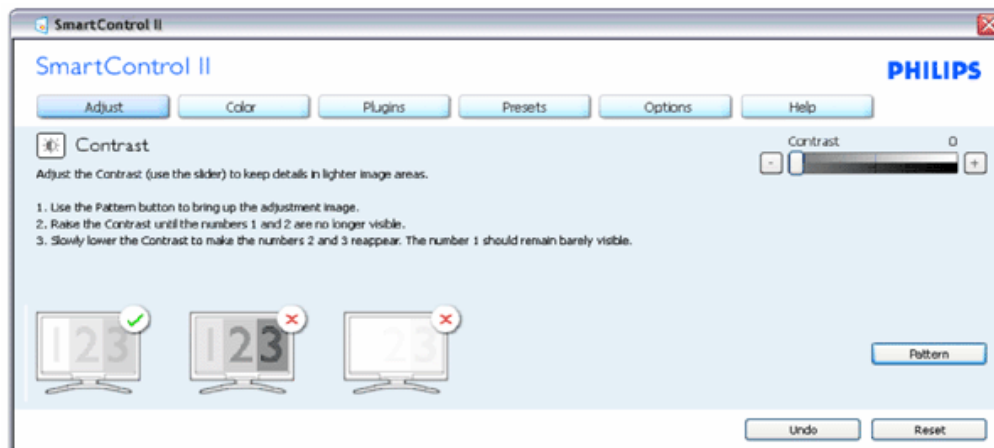 SmartControl II
SmartControl II
PHILIPS
Adjust Color Plugins Presets Options Help
Contrast
Contrast 0
- +
Adjust the Contrast (use the slider) to keep details in lighter image areas.
1. Use the Pattern button to bring up the adjustment image.
2. Raise the Contrast until the numbers 1 and 2 are no longer visible.
3. Slowly lower the Contrast to make the numbers 2 and 3 reappear. The number 1 should remain barely visible.
123 123 23
Pattern
Undo Reset